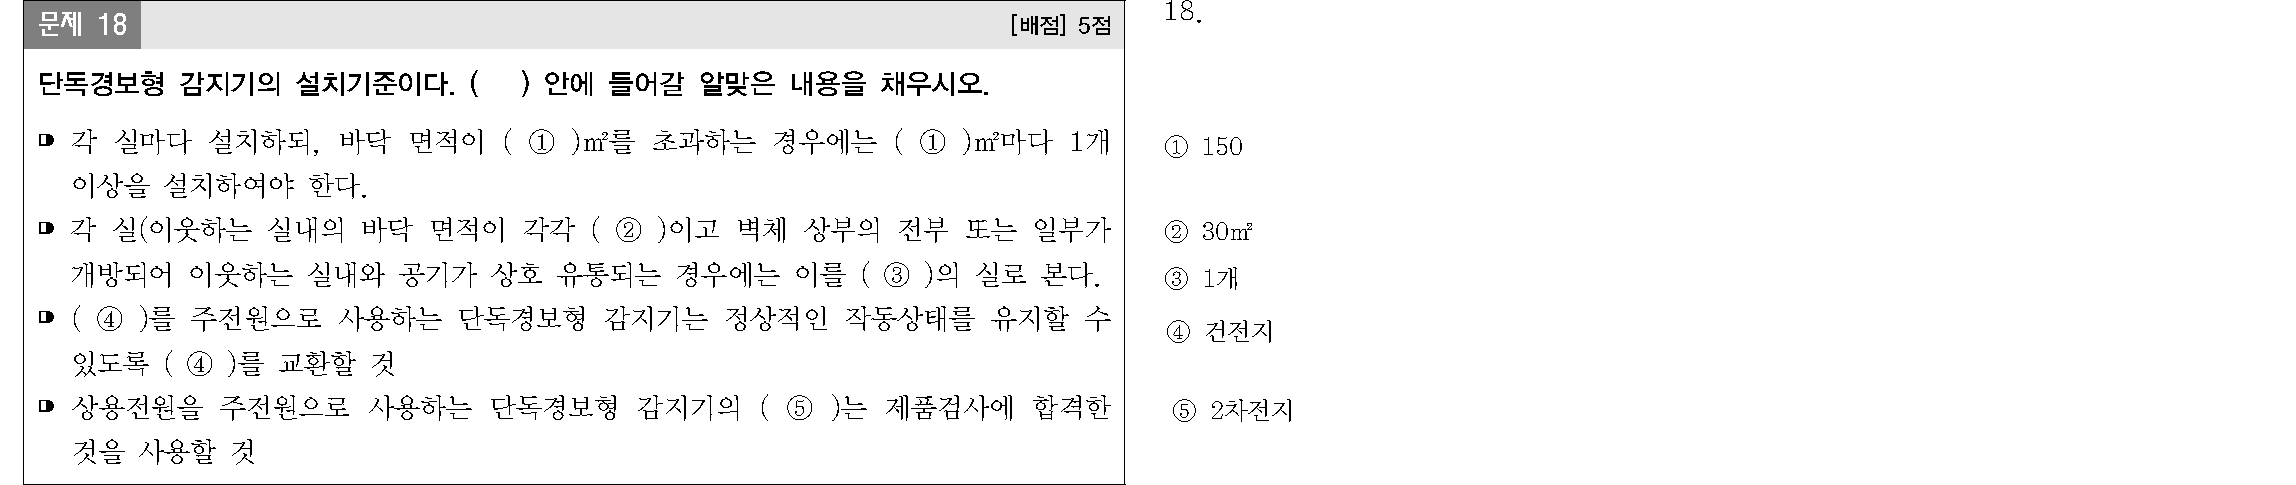 문제 18 [배점] 5점
단독경보형 감지기의 설치기준이다. ( ) 안에 들어갈 알맞은 내용을 채우시오.
각 실마다 설치하되, 바닥 면적이 ( ① )㎡를 초과하는 경우에는 ( ① )㎡마다 1개
이상을 설치하여야 한다.
각 실(이웃하는 실내의 바닥 면적이 각각 ( ② )이고 벽체 상부의 전부 또는 일부가
개방되어 이웃하는 실내와 공기가 상호 유통되는 경우에는 이를 ( ③ )의 실로 본다.
( ④ )를 주전원으로 사용하는 단독경보형 감지기는 정상적인 작동상태를 유지할 수
있도록 ( ④ )를 교환할 것
상용전원을 주전원으로 사용하는 단독경보형 감지기의 ( ⑤ )는 제품검사에 합격한
것을 사용할 것
18.
① 150
② 30㎡
③ 1개
④ 건전지
⑤ 2차전지